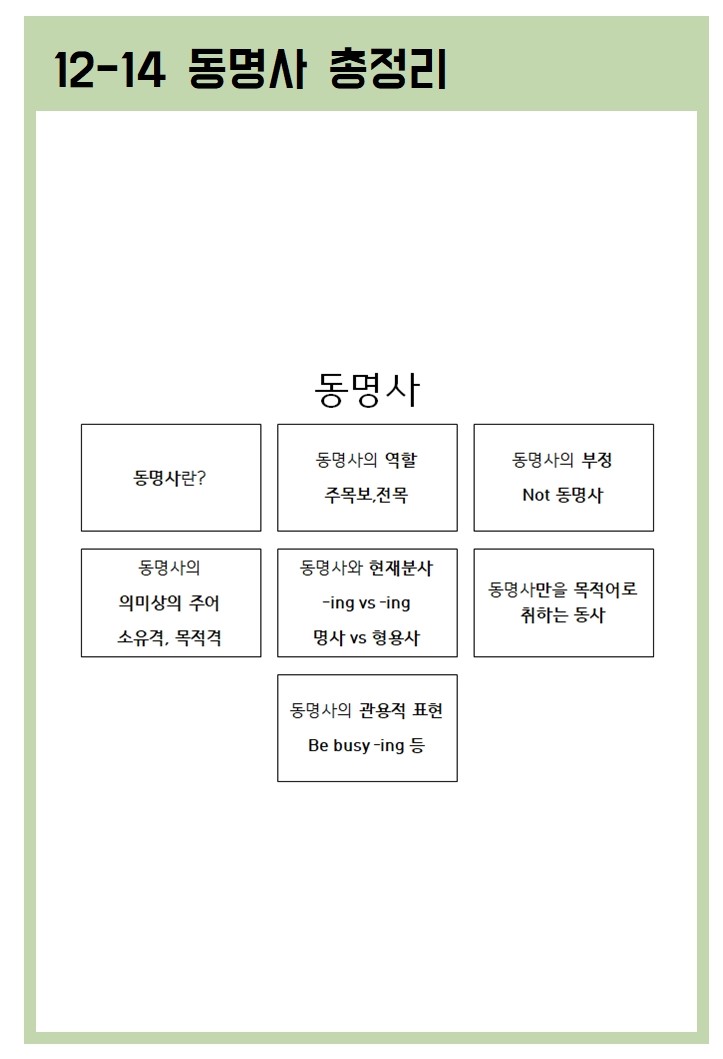 12-14 동명사 총정리
동명사
동명사란?
동명사의 역할
주목보,전목
동명사의 부정
Not 동명사
동명사의
의미상의 주어
소유격, 목적격
동명사와 현재분사
-ing vs -ing
명사 vs 형용사
동명사만을 목적어로
취하는 동사
동명사의 관용적 표현
Be busy -ing 등